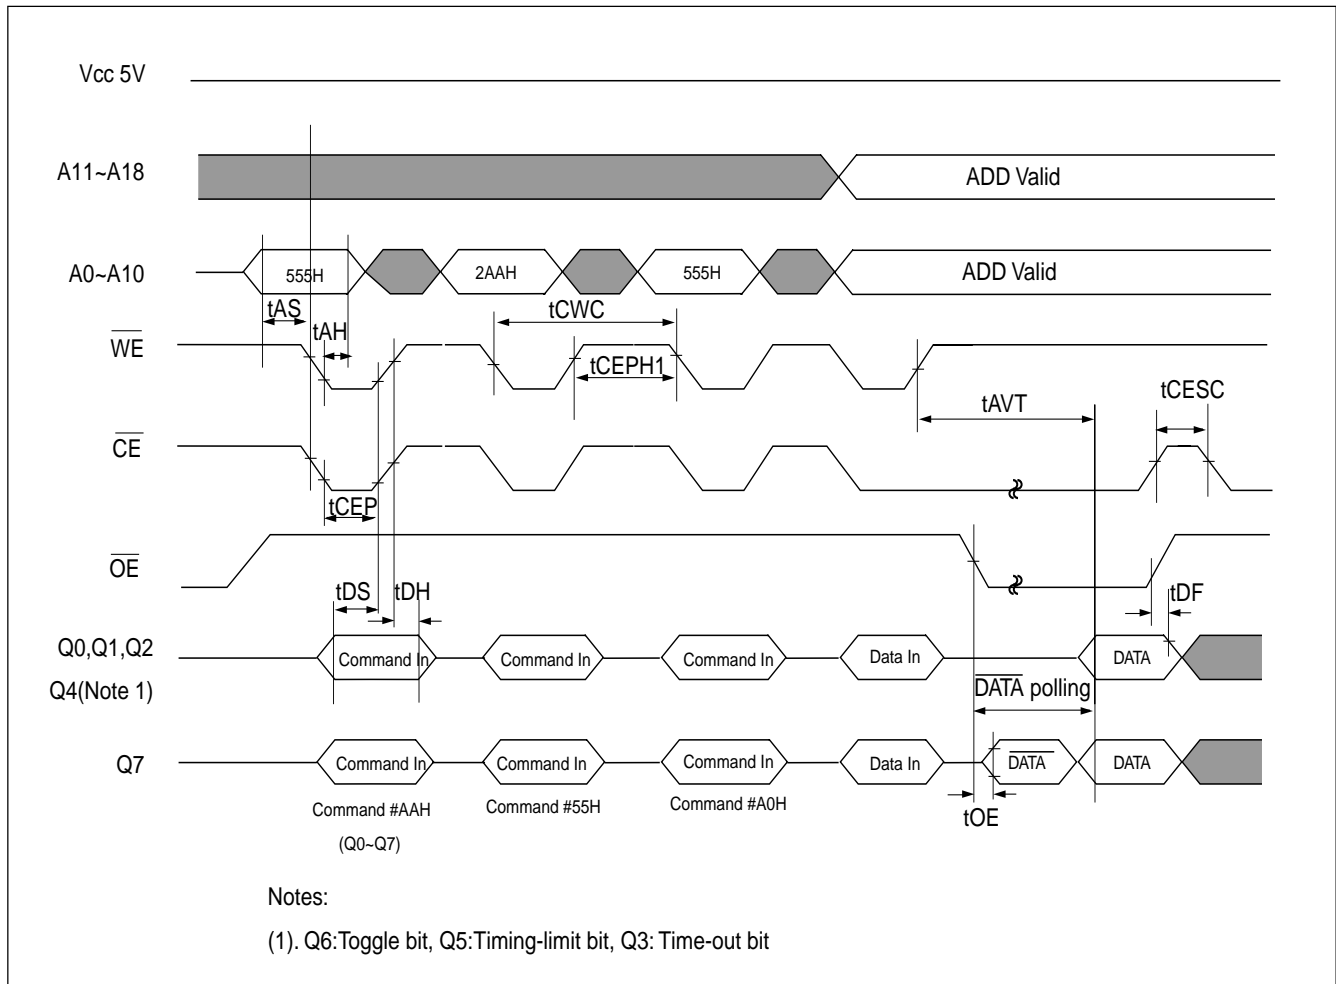 Vcc 5V
A11~A18
ADD Valid
A0~A10
555H
2AAH
555H
ADD Valid
tAS
tAH
tCWC
WE
tCEPH1
tAVT
tCESC
CE
tCEP
OE
tDS
tDH
tDF
Q0,Q1,Q2
Q4(Note 1)
Command In
Command In
Command In
Data In
DATA
DATA polling
Q7
Command In
Command In
Command In
Data In
DATA
DATA
Command #AAH
(Q0~Q7)
Command #55H
Command #A0H
tOE
Notes:
(1). Q6:Toggle bit, Q5:Timing-limit bit, Q3: Time-out bit